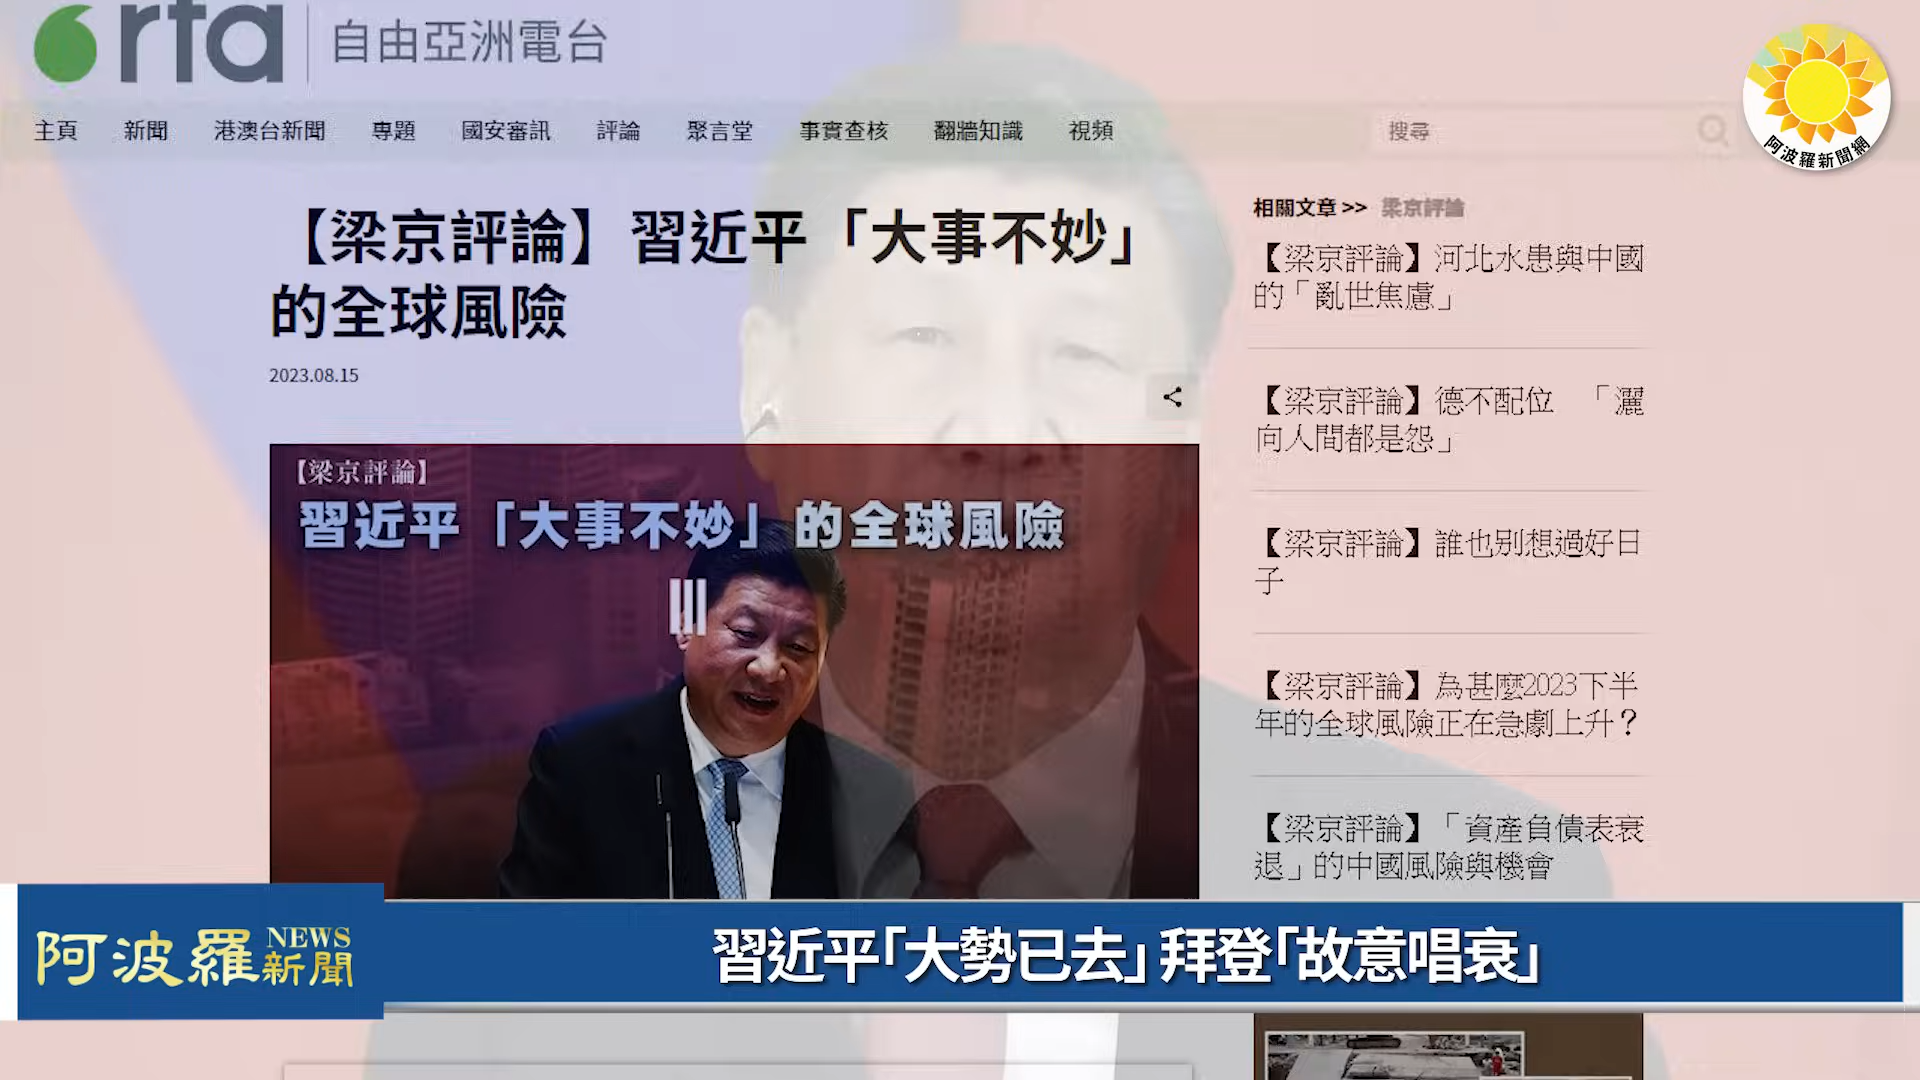 rfa 自由亞洲電台
主頁 新聞 港澳台新聞 專題 國安審訊 評論 聚言堂 事實查核 翻牆知識 視頻 搜尋
阿波羅新聞網
【梁京評論】習近平「大事不妙」
的全球風險
2023.08.15
【梁京評論】
習近平「大事不妙」的全球風險
相關文章 >> 梁京評論
【梁京評論】河北水患與中國
的「亂世焦慮」
【梁京評論】德不配位 「灑
向人間都是怨」
【梁京評論】誰也別想過好日
子
【梁京評論】為甚麼2023下半
年的全球風險正在急劇上升？
【梁京評論】「資產負債表衰
退」的中國風險與機會
阿波羅 NEWS
新聞
習近平「大勢已去」拜登「故意唱衰」